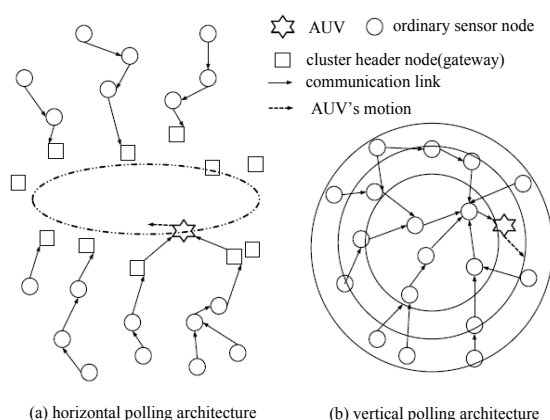 AUV ordinary sensor node
cluster header node(gateway)
communication link
AUV's motion
(a) horizontal polling architecture
(b) vertical polling architecture